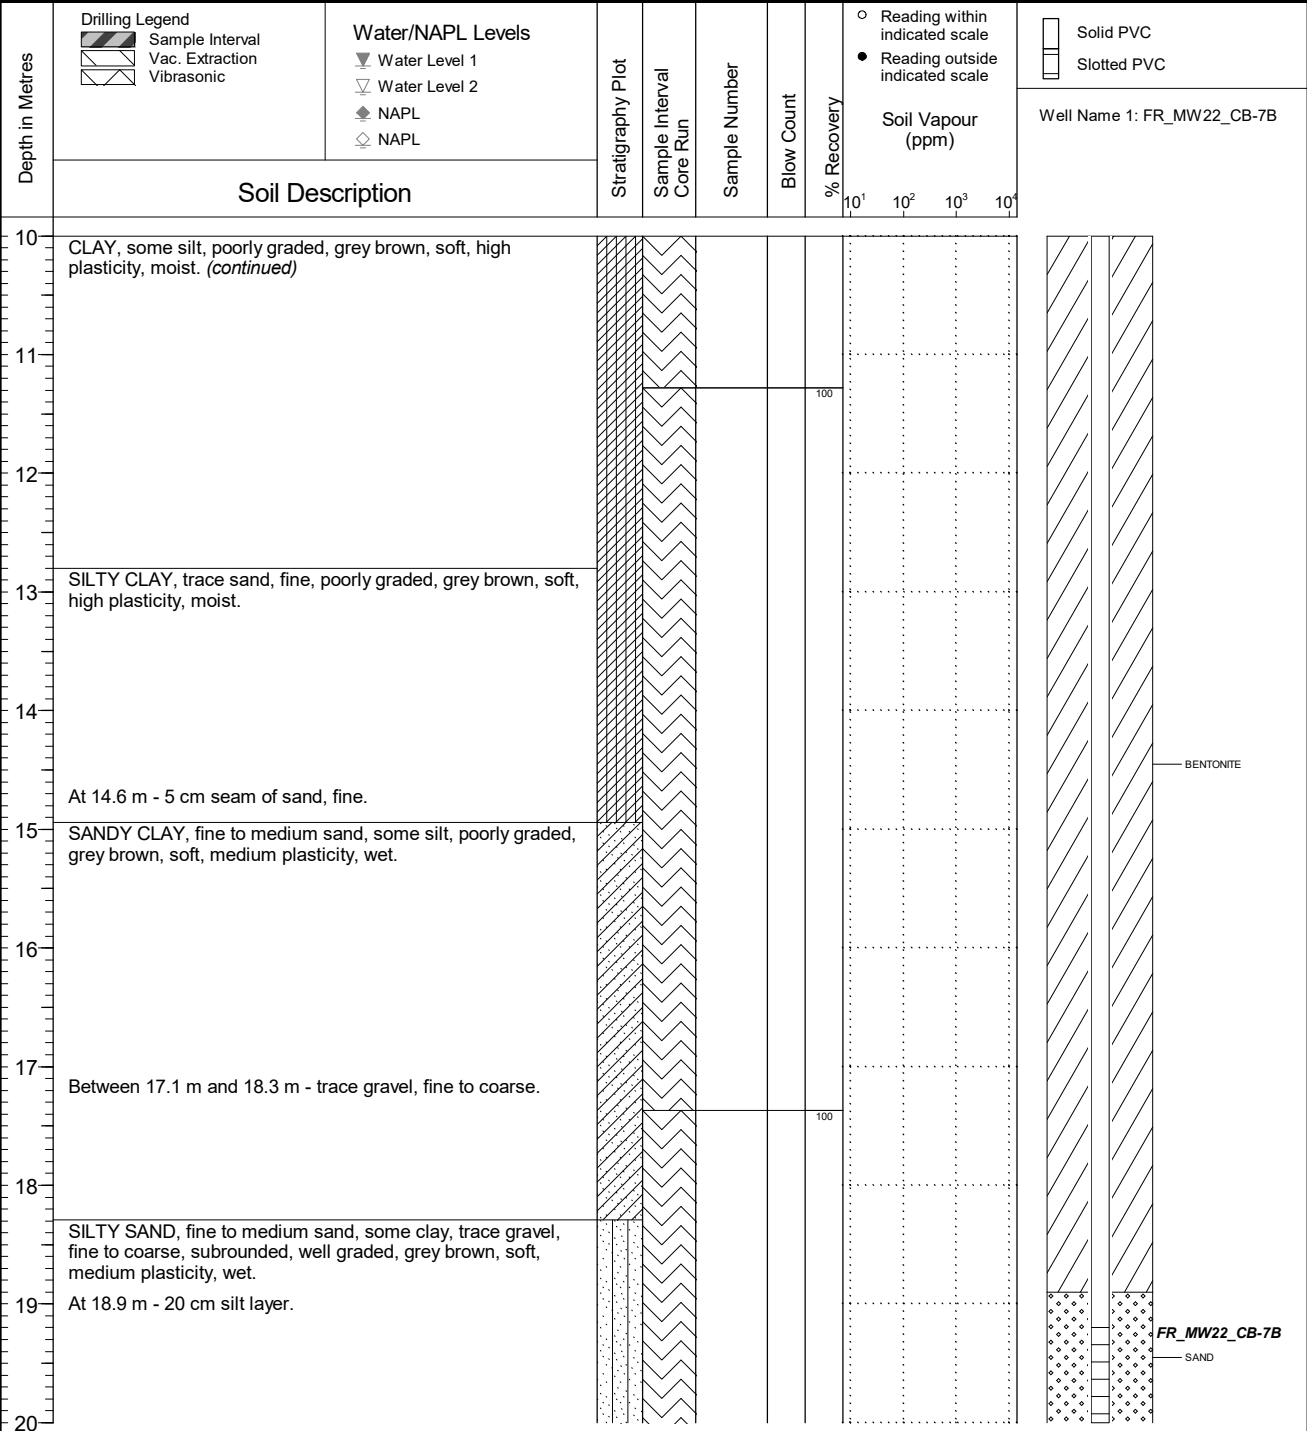 Depth in Metres
Drilling Legend
Sample Interval
Vac. Extraction
Vibrasonic
Water/NAPL Levels
Water Level 1
Water Level 2
NAPL
NAPL
Soil Description
Stratigraphy Plot
Sample Interval
Core Run
Sample Number
Blow Count
% Recovery
Reading within
indicated scale
Reading outside
indicated scale
Soil Vapour
(ppm)
10¹ 10² 10³ 10⁴
Solid PVC
Slotted PVC
Well Name 1: FR_MW22_CB-7B
10
CLAY, some silt, poorly graded, grey brown, soft, high
plasticity, moist. (continued)
11
100
12
SILTY CLAY, trace sand, fine, poorly graded, grey brown, soft,
high plasticity, moist.
13
14
BENTONITE
At 14.6 m - 5 cm seam of sand, fine.
15
SANDY CLAY, fine to medium sand, some silt, poorly graded,
grey brown, soft, medium plasticity, wet.
16
17
Between 17.1 m and 18.3 m - trace gravel, fine to coarse.
100
18
SILTY SAND, fine to medium sand, some clay, trace gravel,
fine to coarse, subrounded, well graded, grey brown, soft,
medium plasticity, wet.
19
At 18.9 m - 20 cm silt layer.
FR_MW22_CB-7B
SAND
20